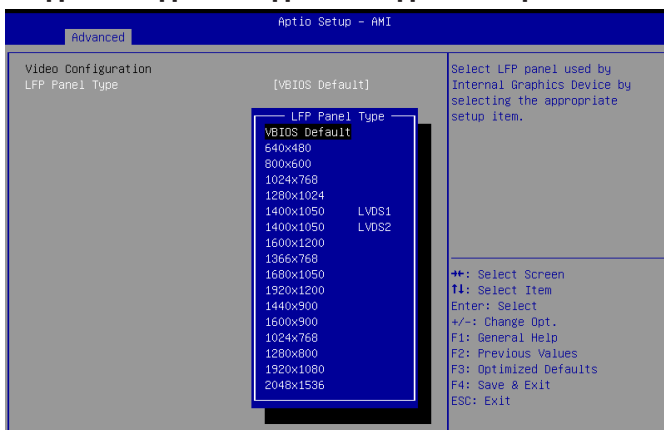 Aptio Setup - AMI
Advanced
Video Configuration
LFP Panel Type [VBIOS Default]
LFP Panel Type
VBIOS Default
640x480
800x600
1024x768
1280x1024
1400x1050 LVDS1
1400x1050 LVDS2
1600x1200
1366x768
1680x1050
1920x1200
1440x900
1600x900
1024x768
1280x800
1920x1080
2048x1536
Select LFP panel used by
Internal Graphics Device by
selecting the appropriate
setup item.
→←: Select Screen
↑↓: Select Item
Enter: Select
+/-: Change Opt.
F1: General Help
F2: Previous Values
F3: Optimized Defaults
F4: Save & Exit
ESC: Exit